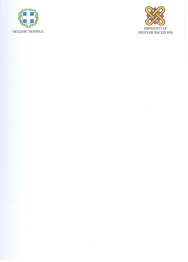 HELLENIC REPUBLIC
UNIVERSITY OF
WESTERN MACEDONIA